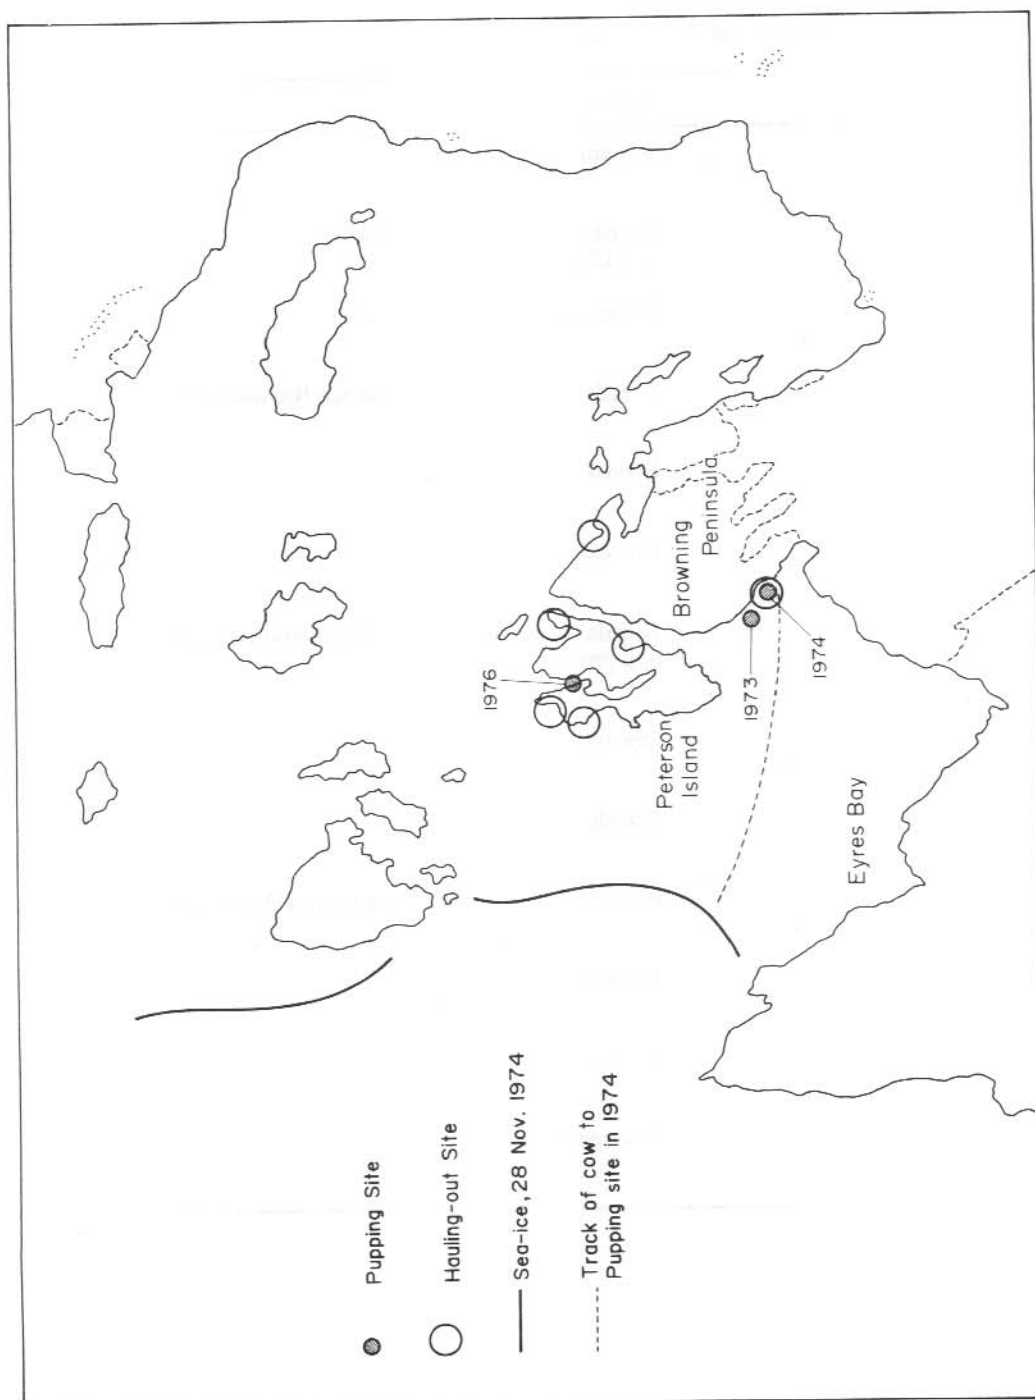 Pupping Site
Hauling-out Site
Sea-ice, 28 Nov. 1974
Track of cow to
Pupping site in 1974
1976
1973
1974
Peterson
Island
Browning
Peninsula
Eyres Bay